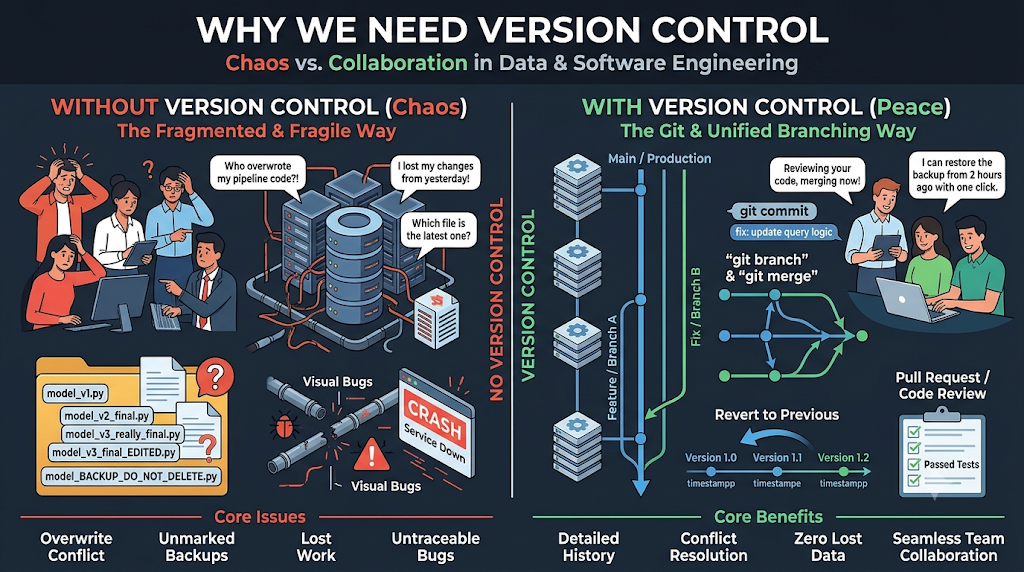 WHY WE NEED VERSION CONTROL
Chaos vs. Collaboration in Data & Software Engineering
WITHOUT VERSION CONTROL (Chaos)
The Fragmented & Fragile Way
?
Who overwrote
my pipeline code?!
I lost my changes
from yesterday!
Which file is
the latest one?
model_v1.py
model_v2_final.py
model_v3_really_final.py
model_v3_final_EDITED.py
model_BACKUP_DO_NOT_DELETE.py
?
?
Visual Bugs
CRASH
Service Down
!
Visual Bugs
Core Issues
Overwrite
Conflict
Unmarked
Backups
Lost
Work
Untraceable
Bugs
NO VERSION CONTROL
VERSION CONTROL
WITH VERSION CONTROL (Peace)
The Git & Unified Branching Way
Main / Production
Feature / Branch A
Fix / Branch B
Reviewing your
code, merging now!
I can restore the
backup from 2 hours
ago with one click.
git commit
fix: update query logic
“git branch”
& “git merge”
Revert to Previous
Version 1.0
Version 1.1
Version 1.2
timestampp
timestampe
timestampp
Pull Request /
Code Review
Passed Tests
Core Benefits
Detailed
History
Conflict
Resolution
Zero Lost
Data
Seamless Team
Collaboration